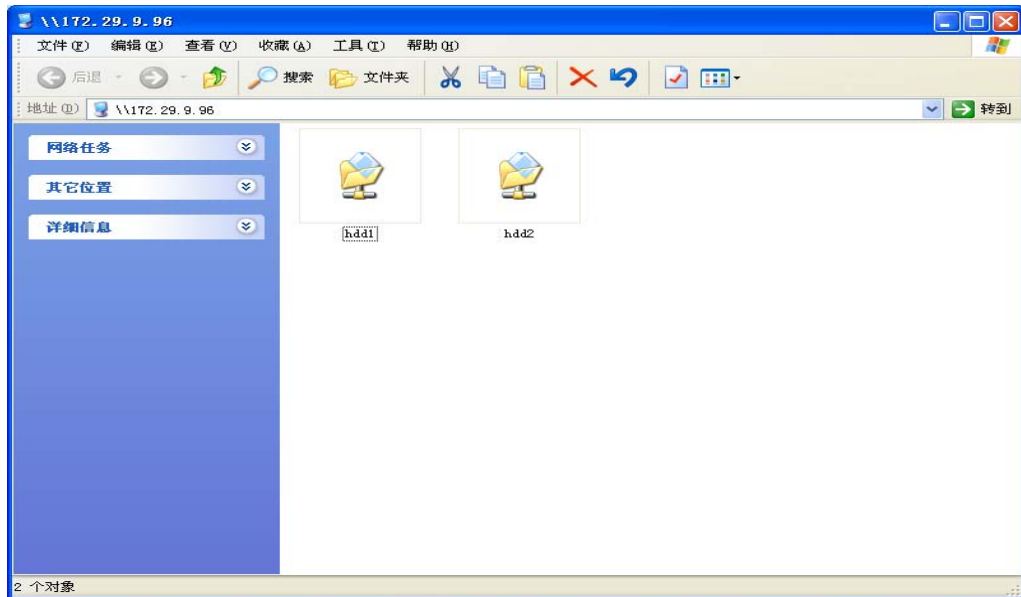 \\172.29.9.96
文件(F) 编辑(E) 查看(V) 收藏(A) 工具(T) 帮助(H)
后退 搜索 文件夹
地址(D) \\172.29.9.96 转到
网络任务
其它位置
详细信息
hdd1 hdd2
2 个对象